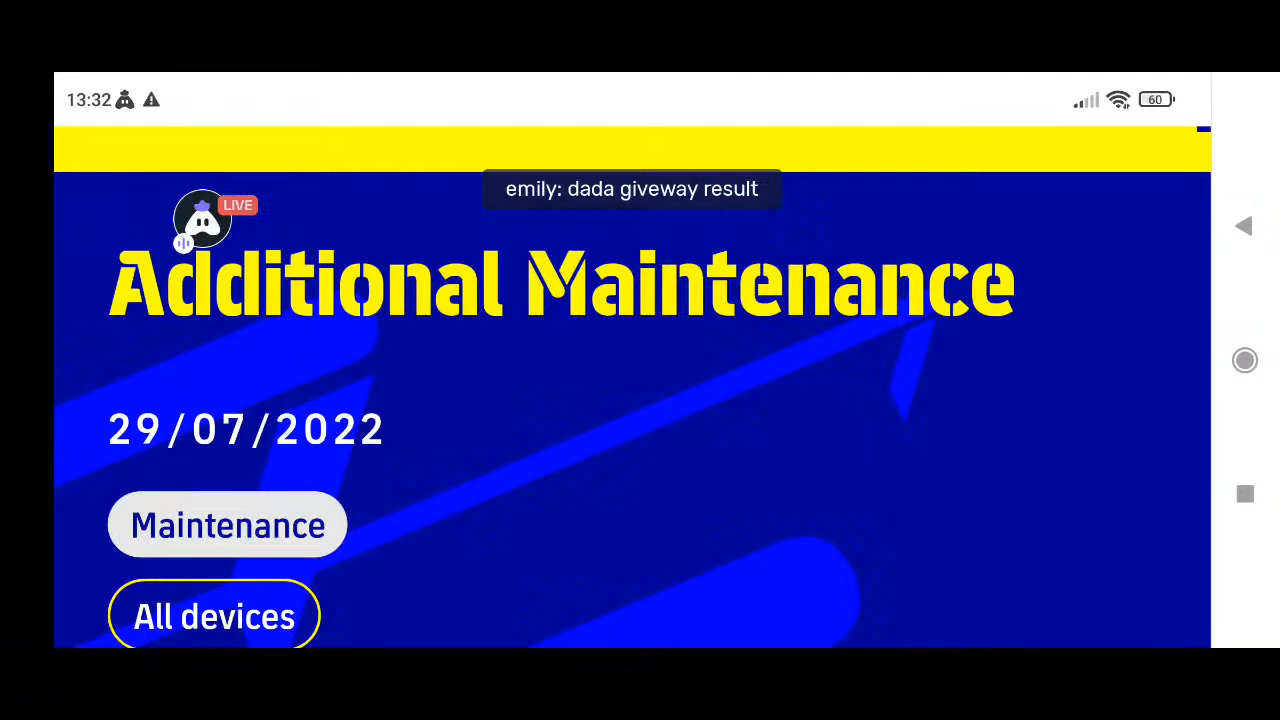 13:32
60
emily: dada giveway result
LIVE
Additional Maintenance
29/07/2022
Maintenance
All devices